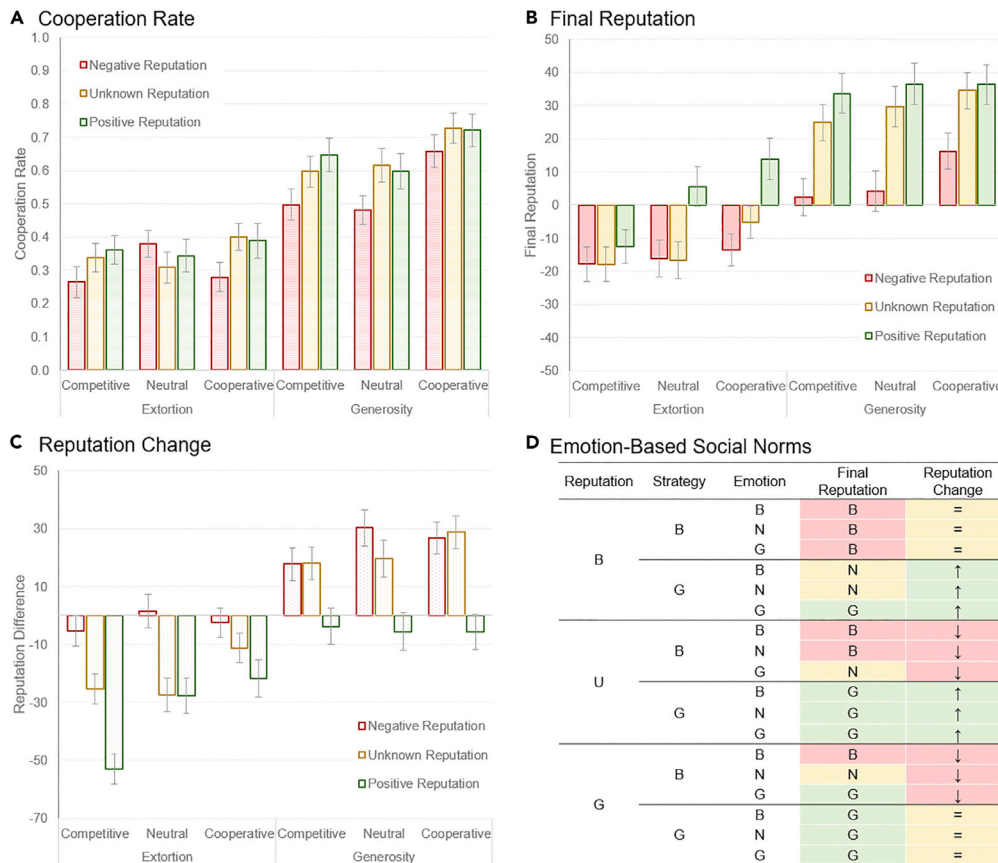 A Cooperation Rate
1.0
0.9
0.8
0.7
0.6
0.5
0.4
0.3
0.2
0.1
0.0
Cooperation Rate
Negative Reputation
Unknown Reputation
Positive Reputation
Competitive Neutral Cooperative Competitive Neutral Cooperative
Extortion Generosity
B Final Reputation
50
40
30
20
10
0
-10
-20
-30
-40
-50
Final Reputation
Negative Reputation
Unknown Reputation
Positive Reputation
Competitive Neutral Cooperative Competitive Neutral Cooperative
Extortion Generosity
C Reputation Change
50
30
10
-10
-30
-50
-70
Reputation Difference
Negative Reputation
Unknown Reputation
Positive Reputation
Competitive Neutral Cooperative Competitive Neutral Cooperative
Extortion Generosity
D Emotion-Based Social Norms
Reputation Strategy Emotion Final Reputation Reputation Change
B B B B =
N B =
G B =
G B N ↑
N N ↑
G G ↑
U B B B ↓
N B ↓
G N ↓
G B G ↑
N G ↑
G G ↑
G B B B ↓
N N ↓
G G ↓
G B G =
N G =
G G =